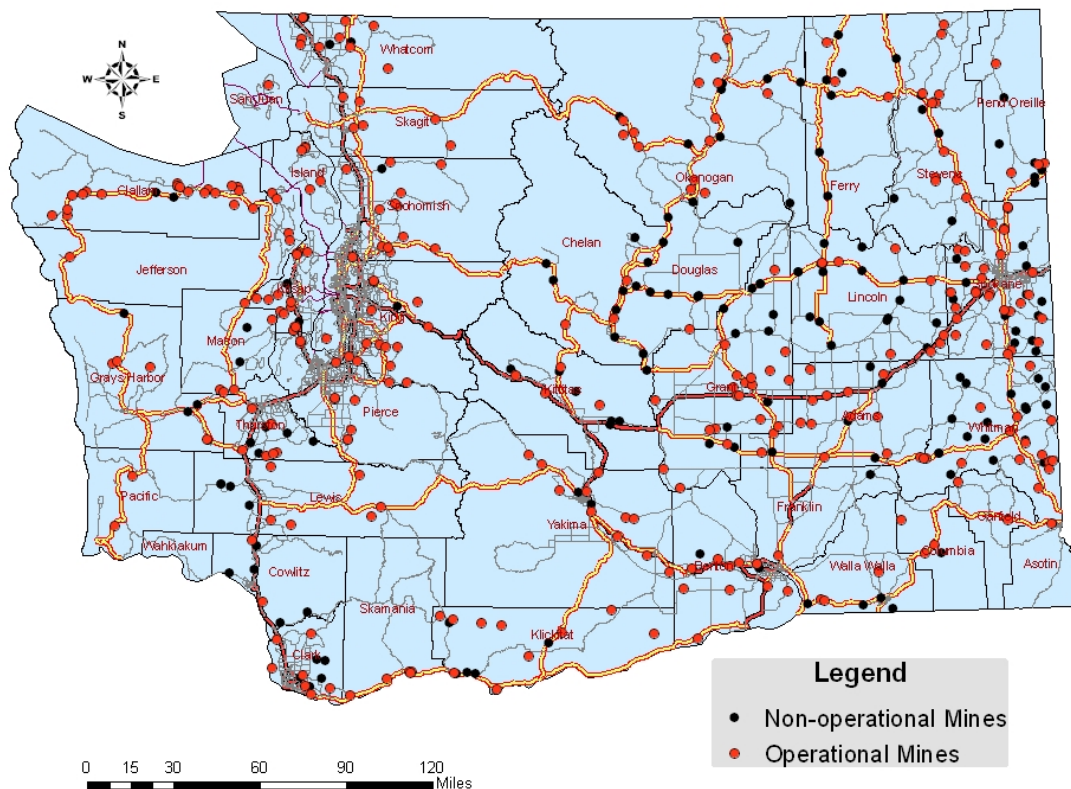 N
W E
S
Whatcom
San Juan
Skagit
Pend Oreille
Island
Okanogan
Ferry
Stevens
Clallam
Snohomish
Chelan
Jefferson
Douglas
Lincoln
Spokane
Kitsap
King
Mason
Grays Harbor
Kittitas
Grant
Pierce
Adams
Thurston
Whitman
Pacific
Lewis
Franklin
Garfield
Yakima
Wahkiakum
Columbia
Cowlitz
Benton
Walla Walla
Asotin
Skamania
Klickitat
Clark
Legend
Non-operational Mines
Operational Mines
0 15 30 60 90 120
Miles